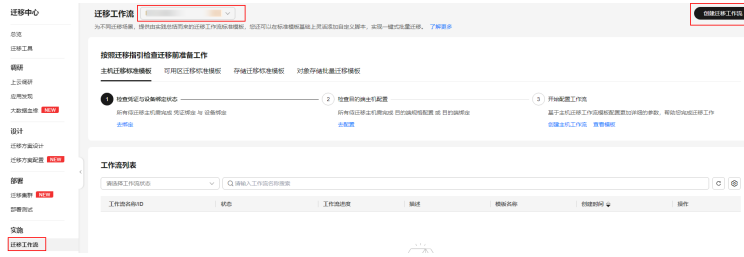 迁移中心
总览
迁移工具
调研
上云调研
应用发现
大数据血缘 NEW
设计
迁移方案设计
迁移方案配置 NEW
部署
迁移集群 NEW
部署测试
实施
迁移工作流
迁移工作流
创建迁移工作流
为不同迁移场景，提供由实践总结而来的迁移工作流标准模板，您还可以在标准模板基础上灵活添加自定义脚本，实现一键式批量迁移。 了解更多
按照迁移指引检查迁移前准备工作
主机迁移标准模板 可用区迁移标准模板 存储迁移标准模板 对象存储批量迁移模板
1 检查凭证与设备绑定状态
所有待迁移主机需完成 凭证绑定 与 设备绑定
去绑定
2 检查目的端主机配置
所有待迁移主机需完成 目的端规格配置 或 目的端绑定
去配置
3 开始配置工作流
基于主机迁移工作流模板配置更加详细的参数，帮助您完成迁移工作
创建主机工作流 查看模板
工作流列表
请选择工作流状态 请输入工作流名称搜索
工作流名称/ID 状态 工作流进度 描述 模板名称 创建时间 操作